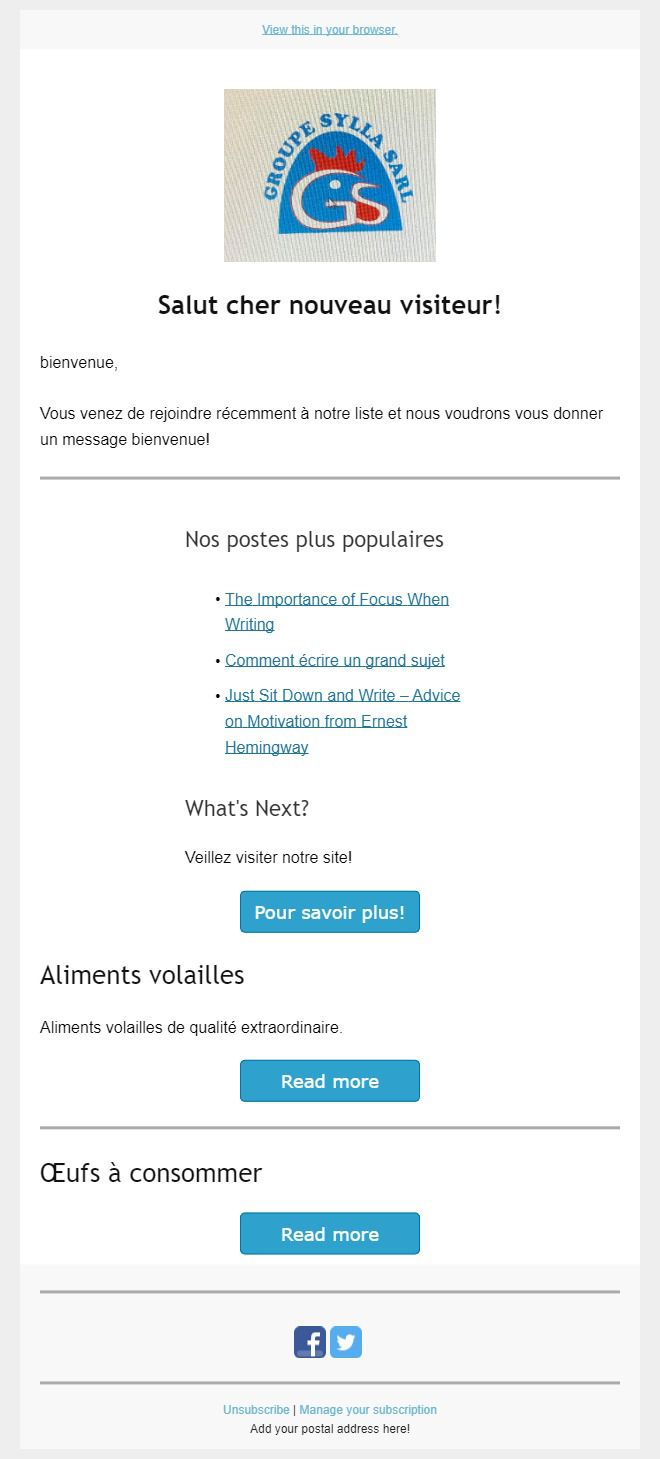 View this in your browser.
GROUPE SYLLA SARL
GS
Salut cher nouveau visiteur!
bienvenue,
Vous venez de rejoindre récemment à notre liste et nous voudrons vous donner
un message bienvenue!
Nos postes plus populaires
• The Importance of Focus When
Writing
• Comment écrire un grand sujet
• Just Sit Down and Write – Advice
on Motivation from Ernest
Hemingway
What's Next?
Veillez visiter notre site!
Pour savoir plus!
Aliments volailles
Aliments volailles de qualité extraordinaire.
Read more
Œufs à consommer
Read more
Unsubscribe | Manage your subscription
Add your postal address here!